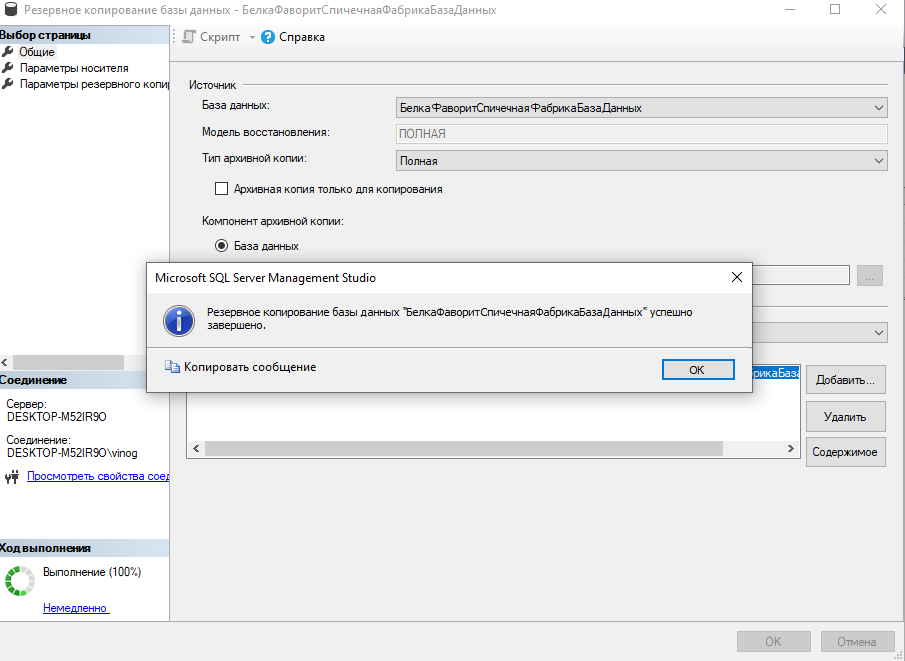 Резервное копирование базы данных - БелкаФаворитСпичечнаяФабрикаБазаДанных
Выбор страницы
Общие
Параметры носителя
Параметры резервного копи
Скрипт
Справка
Источник
База данных:
БелкаФаворитСпичечнаяФабрикаБазаДанных
Модель восстановления:
ПОЛНАЯ
Тип архивной копии:
Полная
Архивная копия только для копирования
Компонент архивной копии:
База данных
...
Microsoft SQL Server Management Studio
Резервное копирование базы данных "БелкаФаворитСпичечнаяФабрикаБазаДанных" успешно
завершено.
Копировать сообщение
ОК
рикаБаза
Добавить...
Удалить
Содержимое
Соединение
Сервер:
DESKTOP-M52IR9O
Соединение:
DESKTOP-M52IR9O\vinog
Просмотреть свойства соед
Ход выполнения
Выполнение (100%)
Немедленно
ОК
Отмена